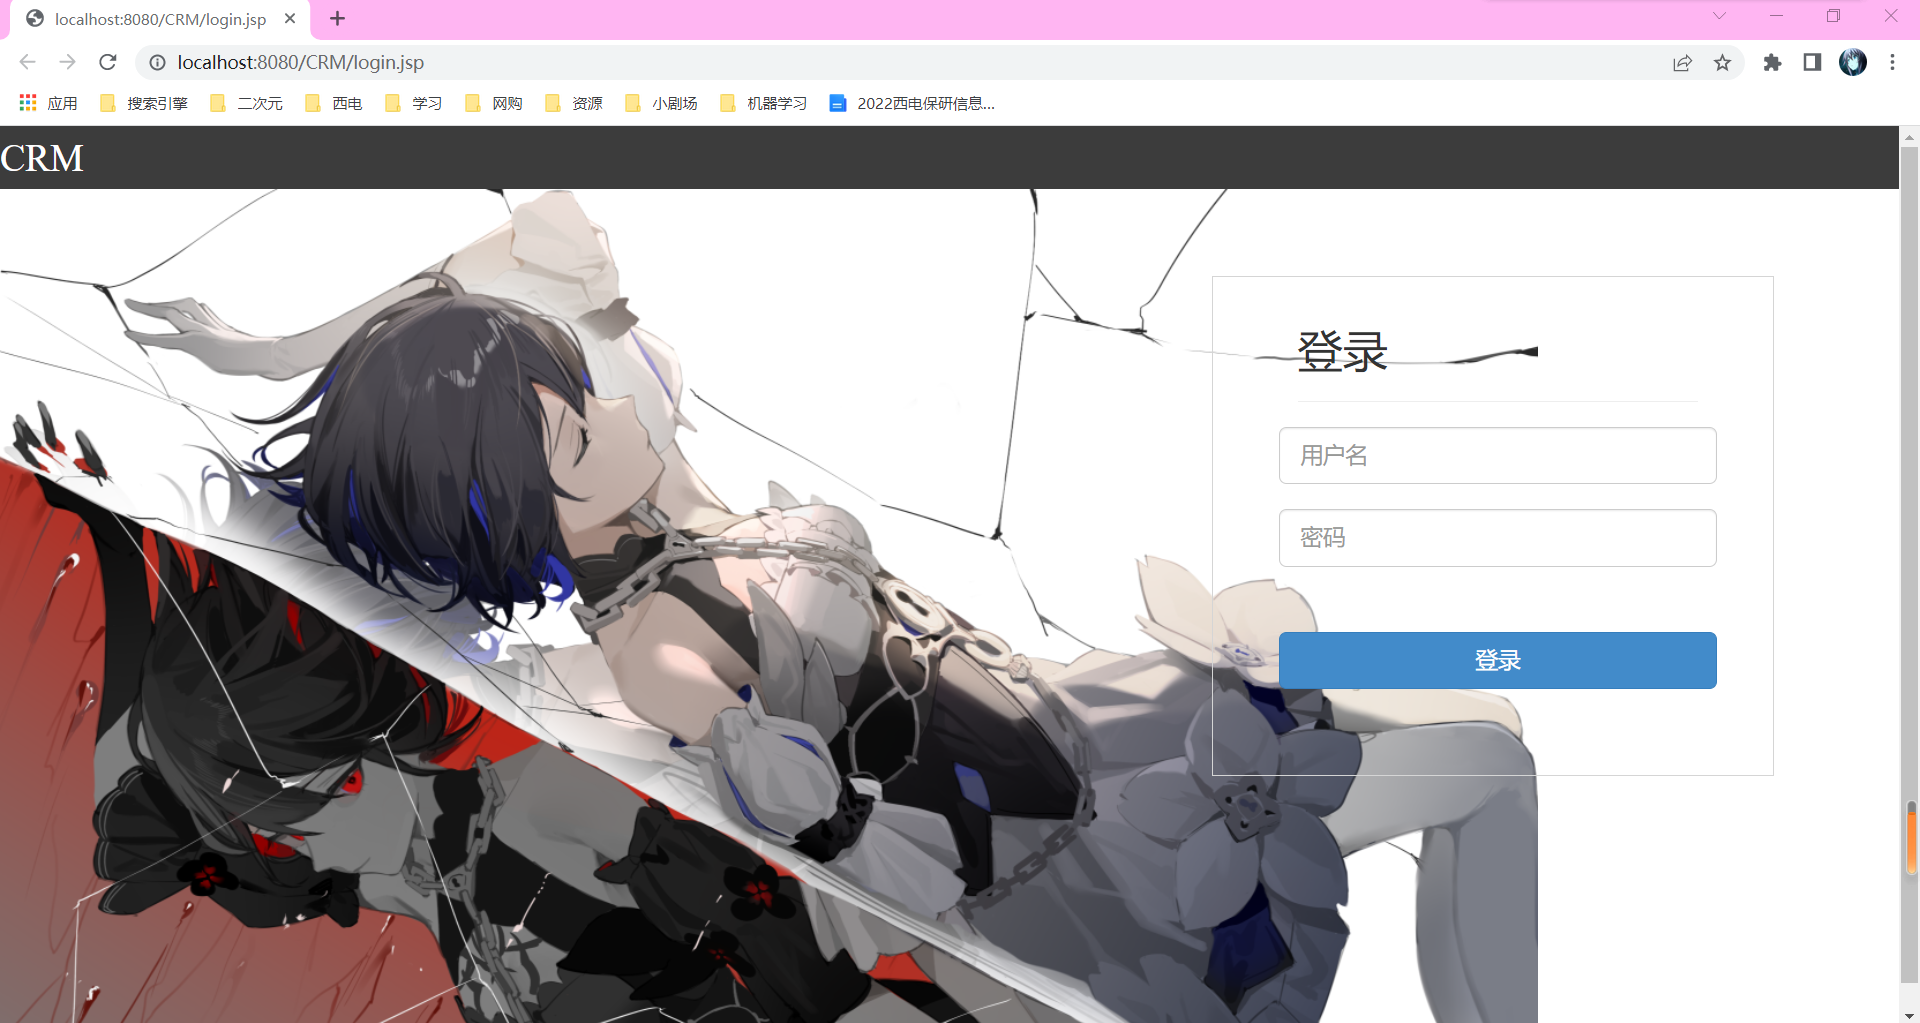 localhost:8080/CRM/login.jsp
localhost:8080/CRM/login.jsp
应用 搜索引擎 二次元 西电 学习 网购 资源 小剧场 机器学习 2022西电保研信息...
CRM
登录
用户名
密码
登录